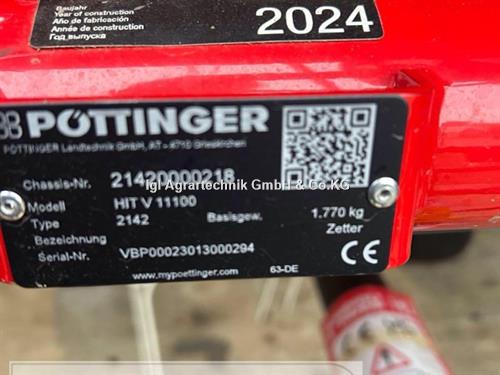 Baujahr
Year of construction
Año de fabricación
Année de construction
Год выпуска
2024
PÖTTINGER
PÖTTINGER Landtechnik GmbH, AT - 4710 Grieskirchen
Chassis-Nr. 21420000218
Igl Agrartechnik GmbH & Co.KG
Modell HIT V 11100
Type 2142 Basisgew. 1.770 kg
Bezeichnung Zetter
Serial-Nr. VBP00023013000294
CE
www.mypoettinger.com 63-DE